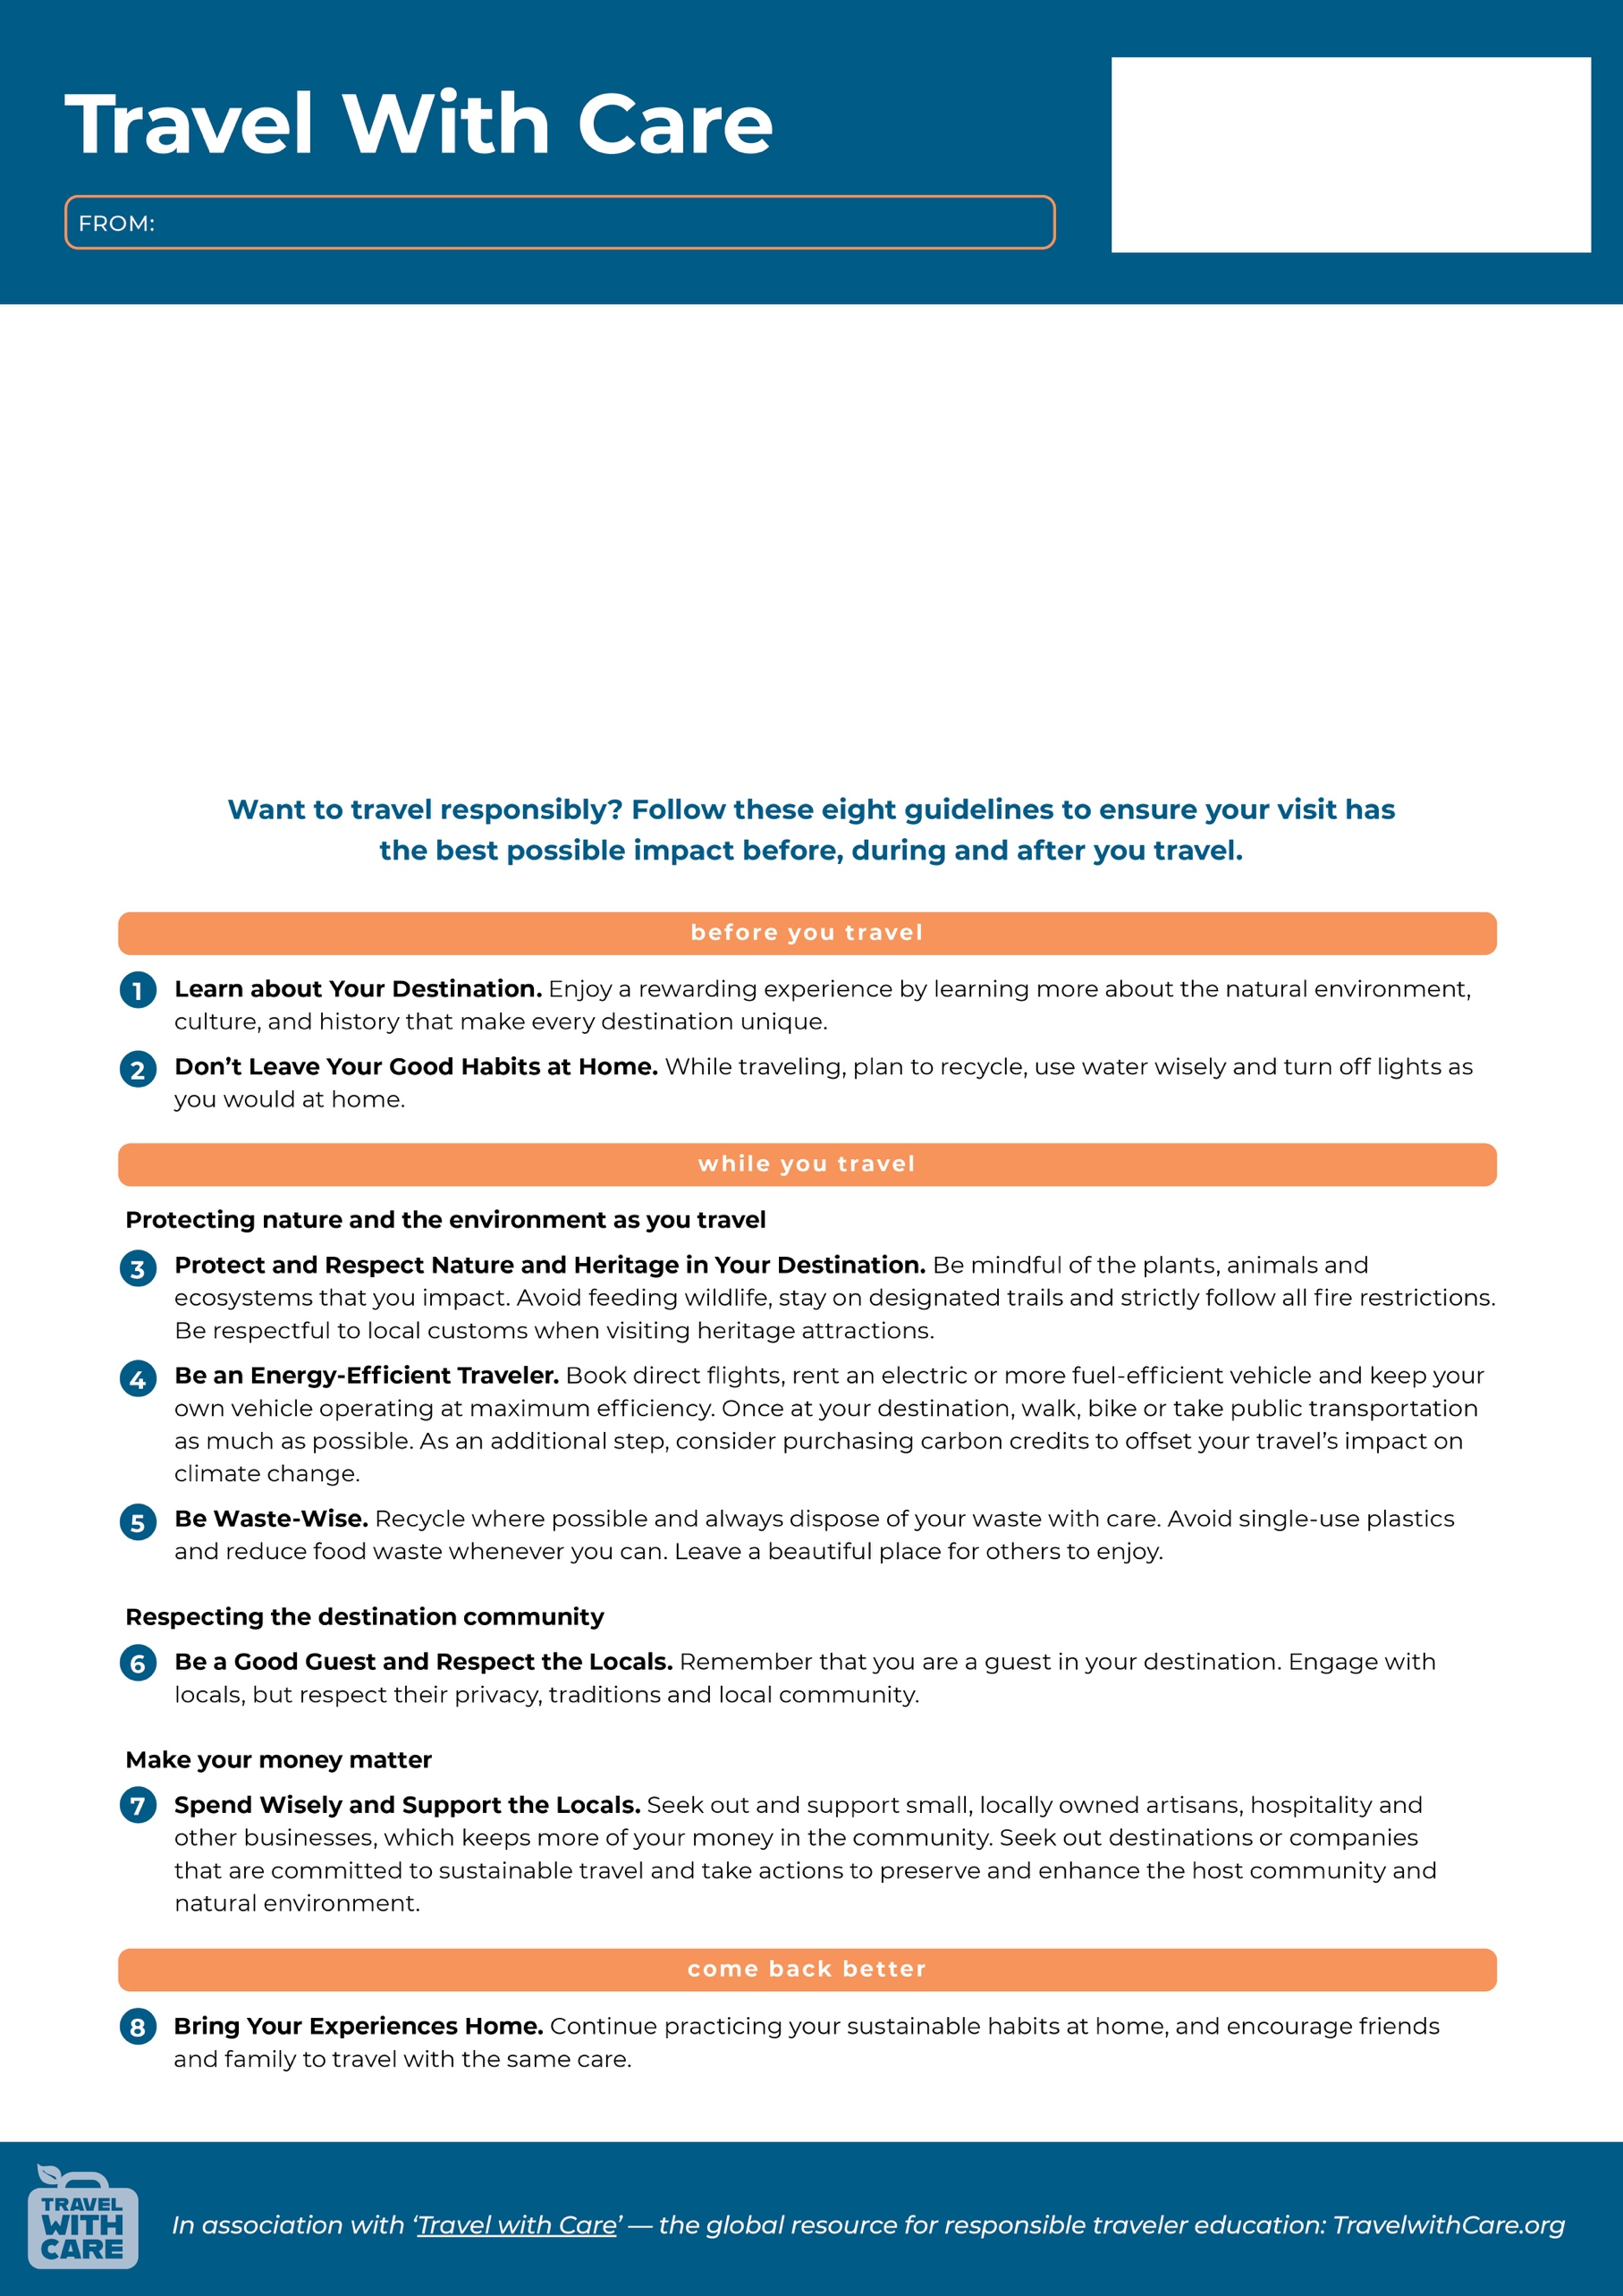 Travel With Care
FROM:
Want to travel responsibly? Follow these eight guidelines to ensure your visit has
the best possible impact before, during and after you travel.
before you travel
1 Learn about Your Destination. Enjoy a rewarding experience by learning more about the natural environment,
culture, and history that make every destination unique.
2 Don’t Leave Your Good Habits at Home. While traveling, plan to recycle, use water wisely and turn off lights as
you would at home.
while you travel
Protecting nature and the environment as you travel
3 Protect and Respect Nature and Heritage in Your Destination. Be mindful of the plants, animals and
ecosystems that you impact. Avoid feeding wildlife, stay on designated trails and strictly follow all fire restrictions.
Be respectful to local customs when visiting heritage attractions.
4 Be an Energy-Efficient Traveler. Book direct flights, rent an electric or more fuel-efficient vehicle and keep your
own vehicle operating at maximum efficiency. Once at your destination, walk, bike or take public transportation
as much as possible. As an additional step, consider purchasing carbon credits to offset your travel’s impact on
climate change.
5 Be Waste-Wise. Recycle where possible and always dispose of your waste with care. Avoid single-use plastics
and reduce food waste whenever you can. Leave a beautiful place for others to enjoy.
Respecting the destination community
6 Be a Good Guest and Respect the Locals. Remember that you are a guest in your destination. Engage with
locals, but respect their privacy, traditions and local community.
Make your money matter
7 Spend Wisely and Support the Locals. Seek out and support small, locally owned artisans, hospitality and
other businesses, which keeps more of your money in the community. Seek out destinations or companies
that are committed to sustainable travel and take actions to preserve and enhance the host community and
natural environment.
come back better
8 Bring Your Experiences Home. Continue practicing your sustainable habits at home, and encourage friends
and family to travel with the same care.
TRAVEL
WITH
CARE
In association with ‘Travel with Care’ — the global resource for responsible traveler education: TravelwithCare.org